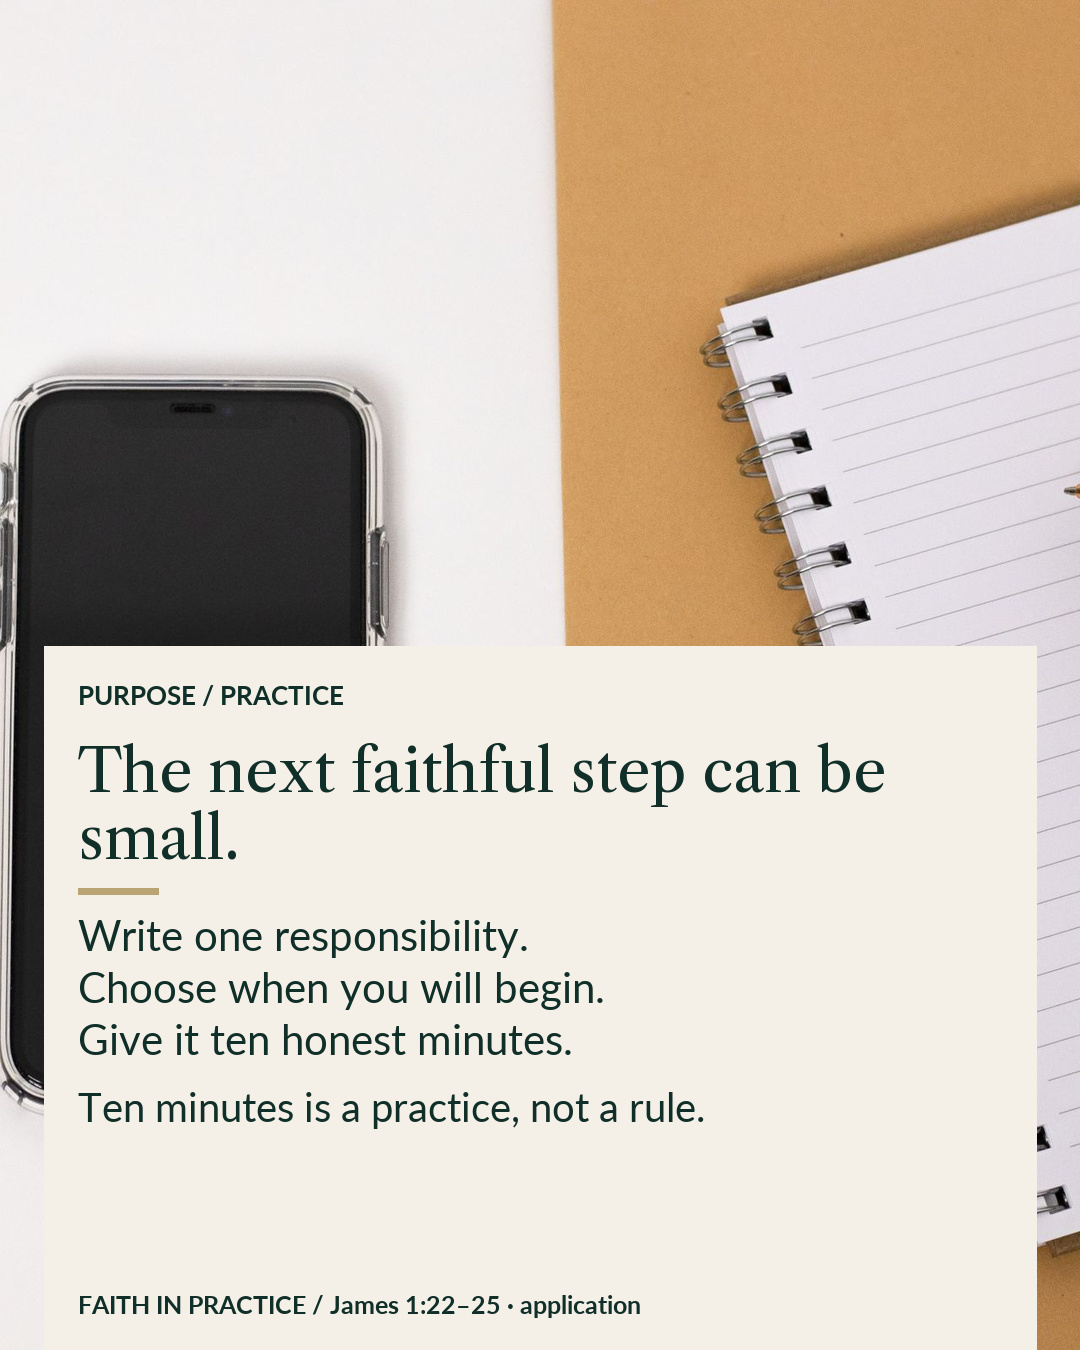 PURPOSE / PRACTICE
The next faithful step can be
small.
Write one responsibility.
Choose when you will begin.
Give it ten honest minutes.
Ten minutes is a practice, not a rule.
FAITH IN PRACTICE / James 1:22–25 · application